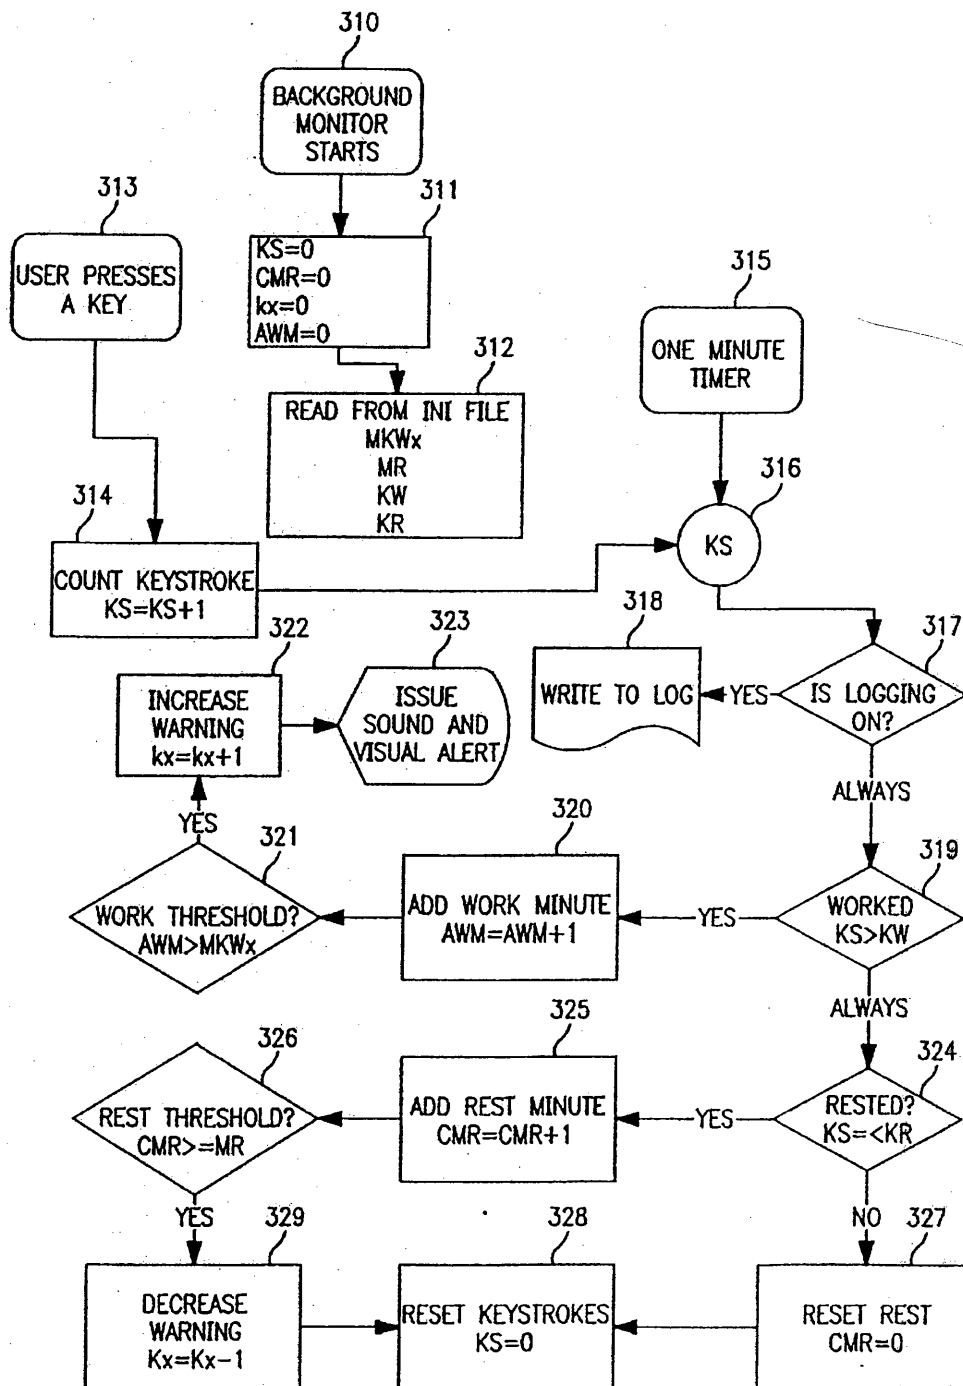 310
BACKGROUND
MONITOR
STARTS
313
USER PRESSES
A KEY
311
KS=0
CMR=0
kx=0
AWM=0
315
ONE MINUTE
TIMER
312
READ FROM INI FILE
MKWx
MR
KW
KR
314
COUNT KEYSTROKE
KS=KS+1
316
KS
317
IS LOGGING
ON?
YES
318
WRITE TO LOG
322
INCREASE
WARNING
kx=kx+1
323
ISSUE
SOUND AND
VISUAL ALERT
ALWAYS
YES
321
WORK THRESHOLD?
AWM>MKWx
320
ADD WORK MINUTE
AWM=AWM+1
YES
319
WORKED
KS>KW
ALWAYS
326
REST THRESHOLD?
CMR>=MR
325
ADD REST MINUTE
CMR=CMR+1
YES
324
RESTED?
KS=<KR
YES
NO
329
DECREASE
WARNING
Kx=Kx-1
328
RESET KEYSTROKES
KS=0
327
RESET REST
CMR=0